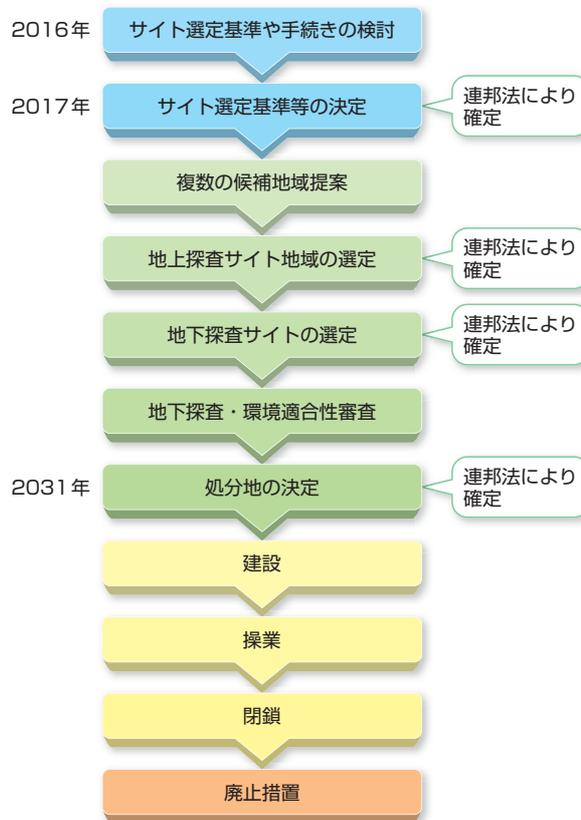 2016年
サイト選定基準や手続きの検討
2017年
サイト選定基準等の決定
連邦法により
確定
複数の候補地域提案
地上探査サイト地域の選定
連邦法により
確定
地下探査サイトの選定
連邦法により
確定
地下探査・環境適合性審査
2031年
処分地の決定
連邦法により
確定
建設
操業
閉鎖
廃止措置